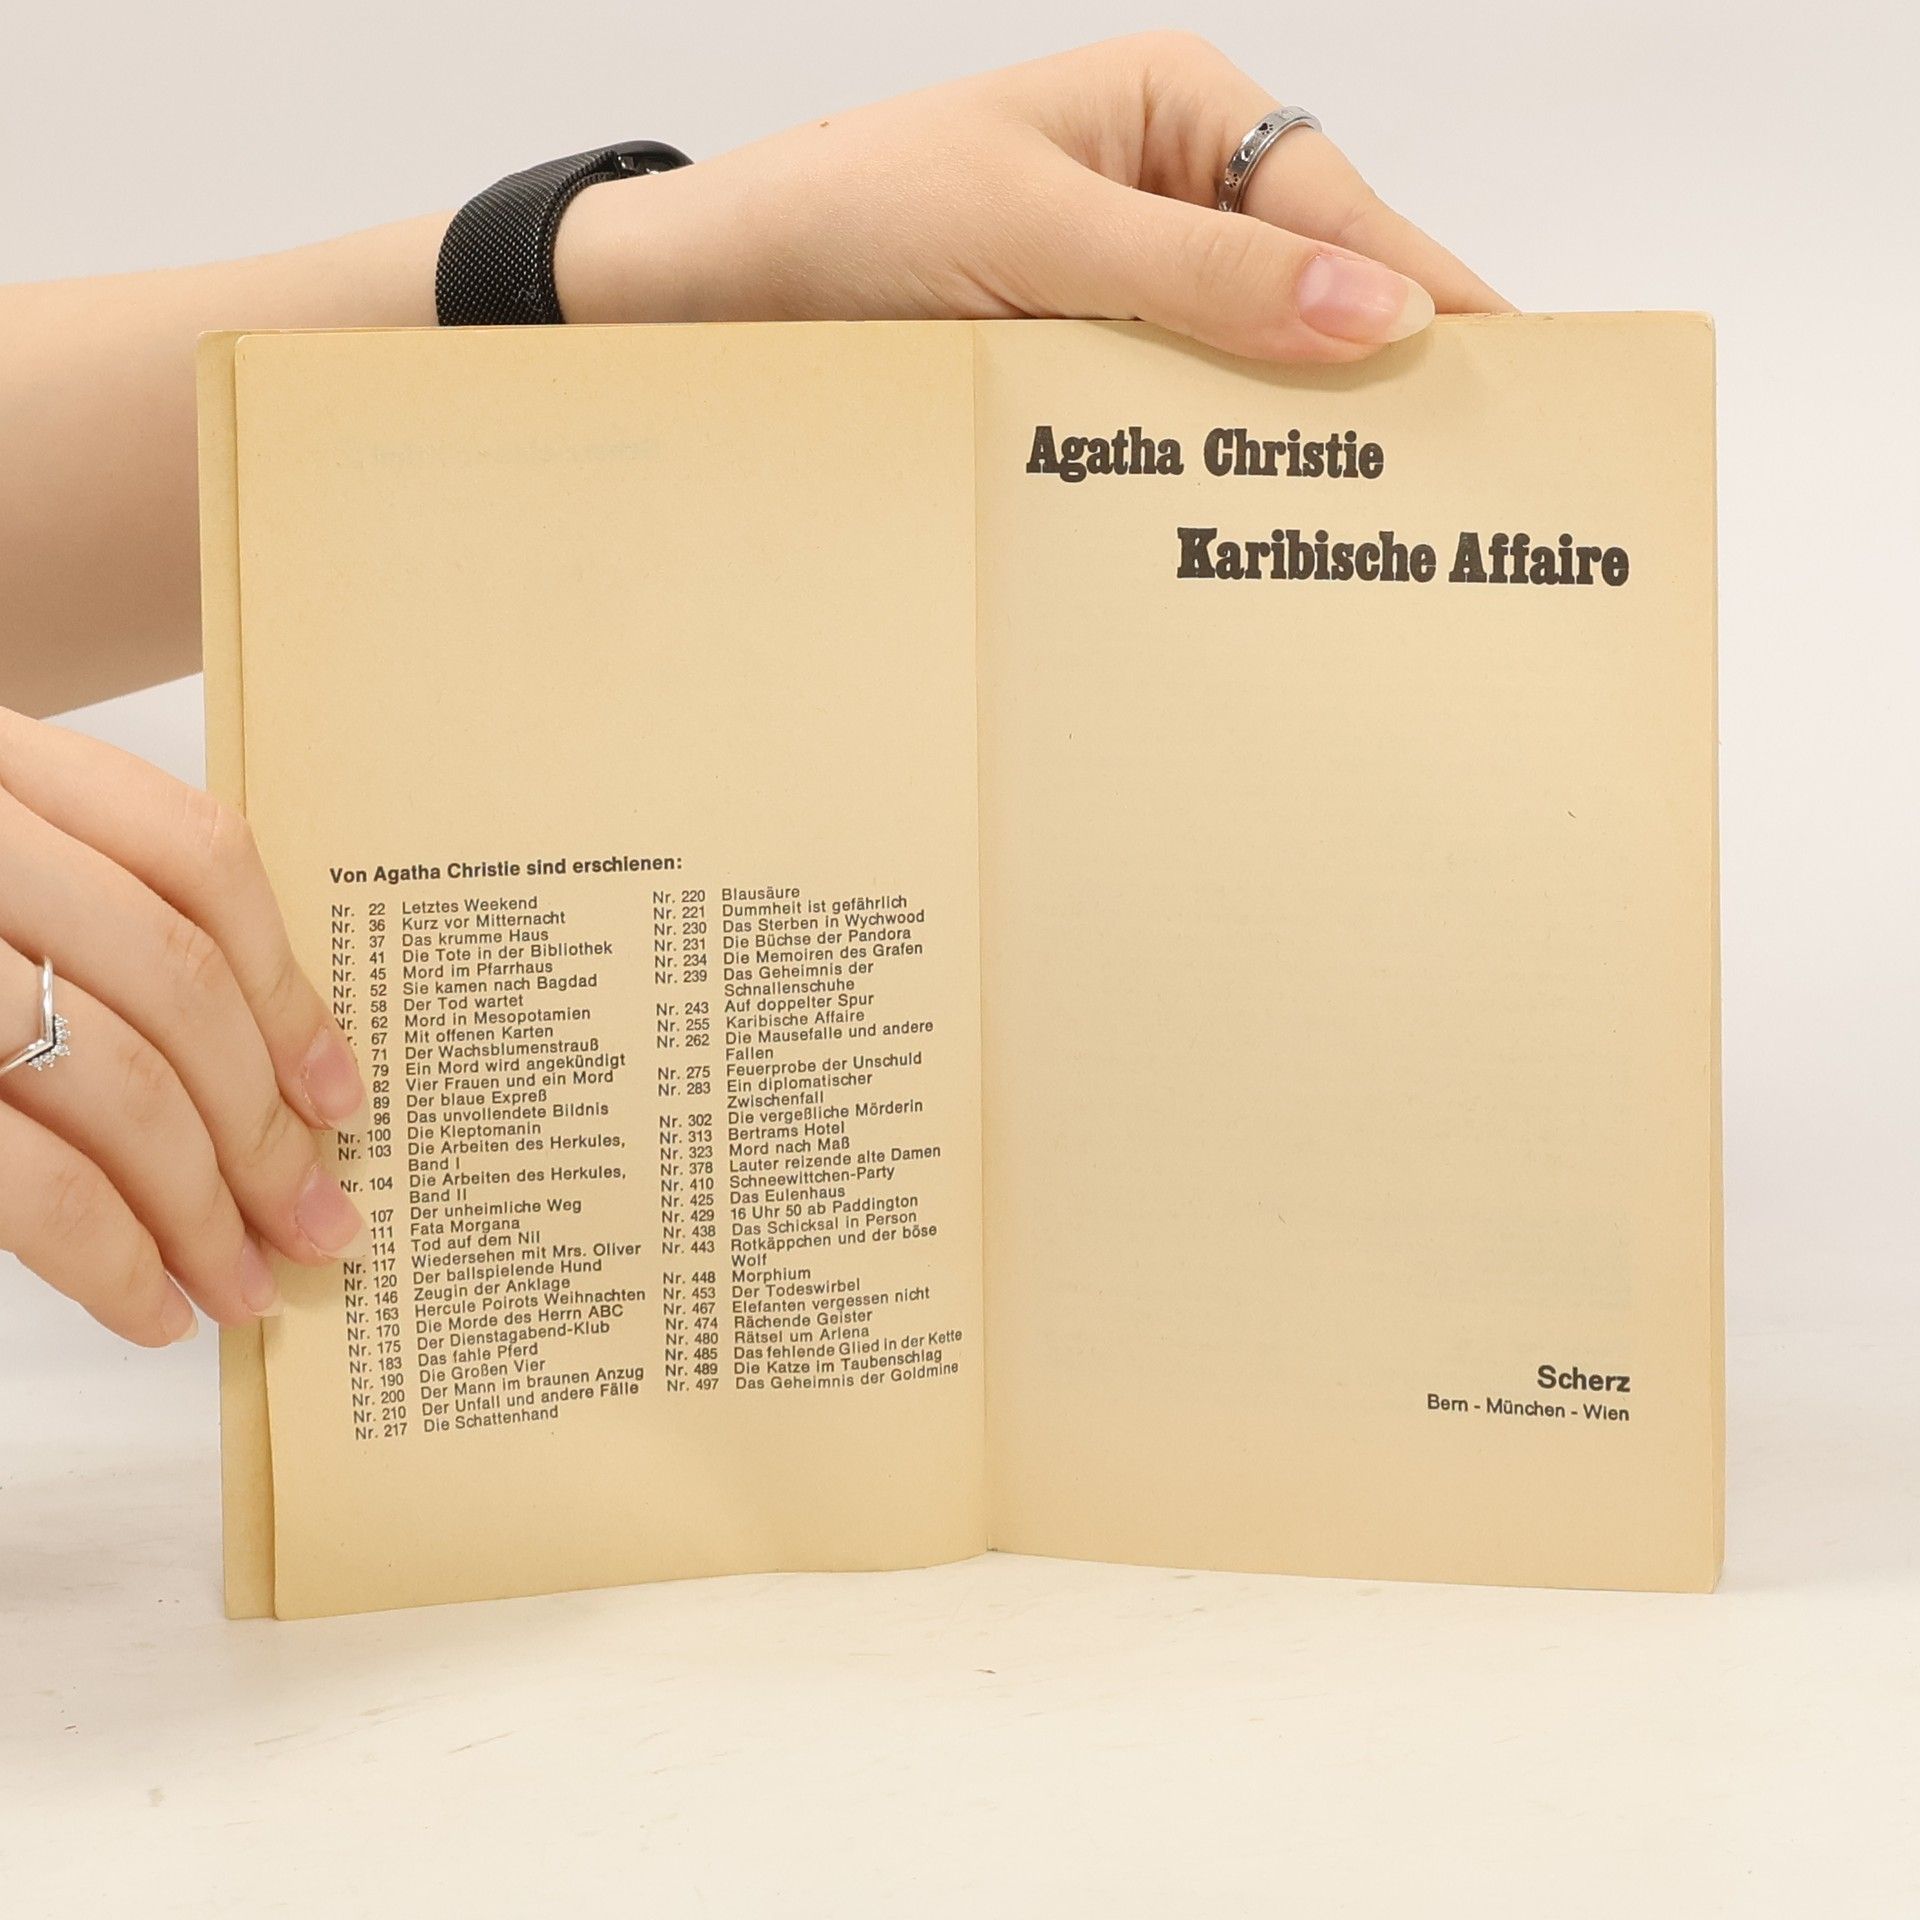 Von Agatha Christie sind erschienen:
Nr. 22 Letztes Weekend
Nr. 36 Kurz vor Mitternacht
Nr. 37 Das krumme Haus
Nr. 41 Die Tote in der Bibliothek
Nr. 45 Mord im Pfarrhaus
Nr. 52 Sie kamen nach Bagdad
Nr. 58 Der Tod wartet
Nr. 62 Mord in Mesopotamien
67 Mit offenen Karten
71 Der Wachsblumenstrauß
79 Ein Mord wird angekündigt
82 Vier Frauen und ein Mord
89 Der blaue Expreß
96 Das unvollendete Bildnis
Nr. 100 Die Kleptomanin
Nr. 103 Die Arbeiten des Herkules,
Band I
Nr. 104 Die Arbeiten des Herkules,
Band II
107 Der unheimliche Weg
111 Fata Morgana
114 Tod auf dem Nil
Nr. 117 Wiedersehen mit Mrs. Oliver
Nr. 120 Der ballspielende Hund
Nr. 146 Zeugin der Anklage
Nr. 163 Hercule Poirots Weihnachten
Nr. 170 Die Morde des Herrn ABC
Nr. 175 Der Dienstagabend-Klub
Nr. 183 Das fahle Pferd
Nr. 190 Die Großen Vier
Nr. 200 Der Mann im braunen Anzug
Nr. 210 Der Unfall und andere Fälle
Nr. 217 Die Schattenhand
Nr. 220 Blausäure
Nr. 221 Dummheit ist gefährlich
Nr. 230 Das Sterben in Wychwood
Nr. 231 Die Büchse der Pandora
Nr. 234 Die Memoiren des Grafen
Nr. 239 Das Geheimnis der
Schnallenschuhe
Nr. 243 Auf doppelter Spur
Nr. 255 Karibische Affaire
Nr. 262 Die Mausefalle und andere
Fallen
Nr. 275 Feuerprobe der Unschuld
Nr. 283 Ein diplomatischer
Zwischenfall
Nr. 302 Die vergeßliche Mörderin
Nr. 313 Bertrams Hotel
Nr. 323 Mord nach Maß
Nr. 378 Lauter reizende alte Damen
Nr. 410 Schneewittchen-Party
Nr. 425 Das Eulenhaus
Nr. 429 16 Uhr 50 ab Paddington
Nr. 438 Das Schicksal in Person
Nr. 443 Rotkäppchen und der böse
Wolf
Nr. 448 Morphium
Nr. 453 Der Todeswirbel
Nr. 467 Elefanten vergessen nicht
Nr. 474 Rächende Geister
Nr. 480 Rätsel um Arlena
Nr. 485 Das fehlende Glied in der Kette
Nr. 489 Die Katze im Taubenschlag
Nr. 497 Das Geheimnis der Goldmine
Agatha Christie
Karibische Affaire
Scherz
Bern - München - Wien